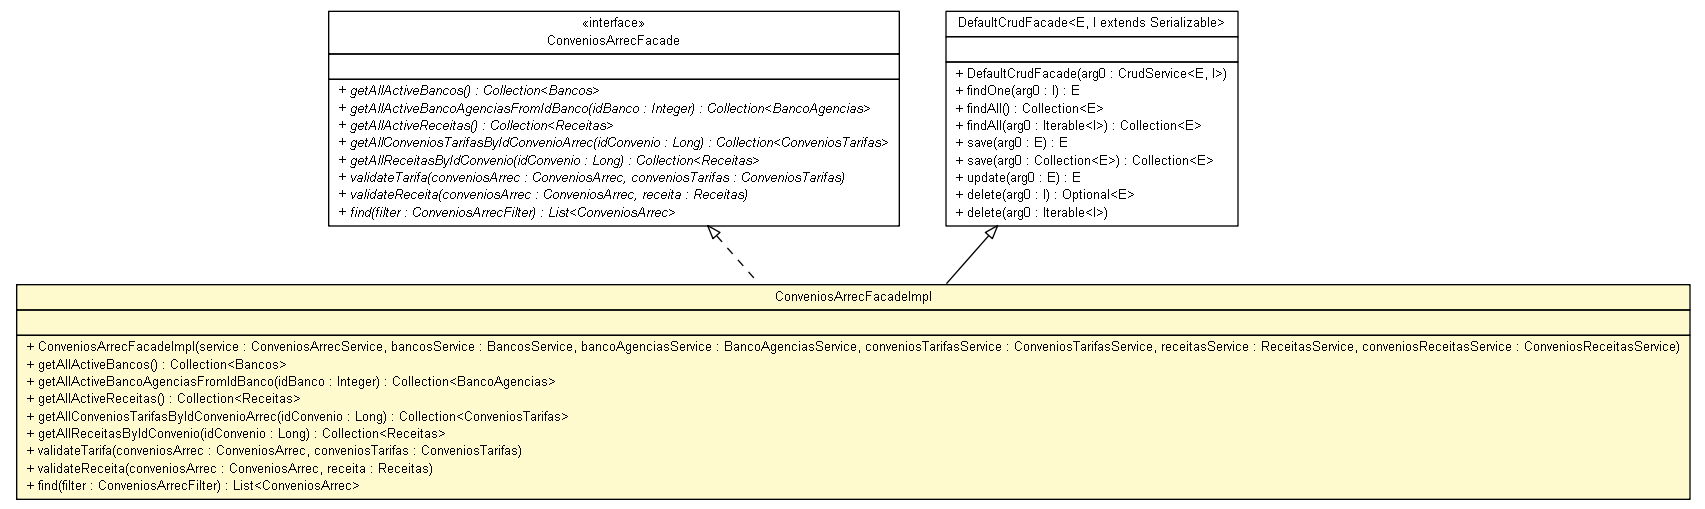 «interface»
ConveniosArrecFacade
+ getAllActiveBancos() : Collection<Bancos>
+ getAllActiveBancoAgenciasFromIdBanco(idBanco : Integer) : Collection<BancoAgencias>
+ getAllActiveReceitas() : Collection<Receitas>
+ getAllConveniosTarifasByIdConvenioArrec(idConvenio : Long) : Collection<ConveniosTarifas>
+ getAllReceitasByIdConvenio(idConvenio : Long) : Collection<Receitas>
+ validateTarifa(conveniosArrec : ConveniosArrec, conveniosTarifas : ConveniosTarifas)
+ validateReceita(conveniosArrec : ConveniosArrec, receita : Receitas)
+ find(filter : ConveniosArrecFilter) : List<ConveniosArrec>
DefaultCrudFacade<E, I extends Serializable>
+ DefaultCrudFacade(arg0 : CrudService<E, I>)
+ findOne(arg0 : I) : E
+ findAll() : Collection<E>
+ findAll(arg0 : Iterable<I>) : Collection<E>
+ save(arg0 : E) : E
+ save(arg0 : Collection<E>) : Collection<E>
+ update(arg0 : E) : E
+ delete(arg0 : I) : Optional<E>
+ delete(arg0 : Iterable<I>)
ConveniosArrecFacadeImpl
+ ConveniosArrecFacadeImpl(service : ConveniosArrecService, bancosService : BancosService, bancoAgenciasService : BancoAgenciasService, conveniosTarifasService : ConveniosTarifasService, receitasService : ReceitasService, conveniosReceitasService : ConveniosReceitasService)
+ getAllActiveBancos() : Collection<Bancos>
+ getAllActiveBancoAgenciasFromIdBanco(idBanco : Integer) : Collection<BancoAgencias>
+ getAllActiveReceitas() : Collection<Receitas>
+ getAllConveniosTarifasByIdConvenioArrec(idConvenio : Long) : Collection<ConveniosTarifas>
+ getAllReceitasByIdConvenio(idConvenio : Long) : Collection<Receitas>
+ validateTarifa(conveniosArrec : ConveniosArrec, conveniosTarifas : ConveniosTarifas)
+ validateReceita(conveniosArrec : ConveniosArrec, receita : Receitas)
+ find(filter : ConveniosArrecFilter) : List<ConveniosArrec>